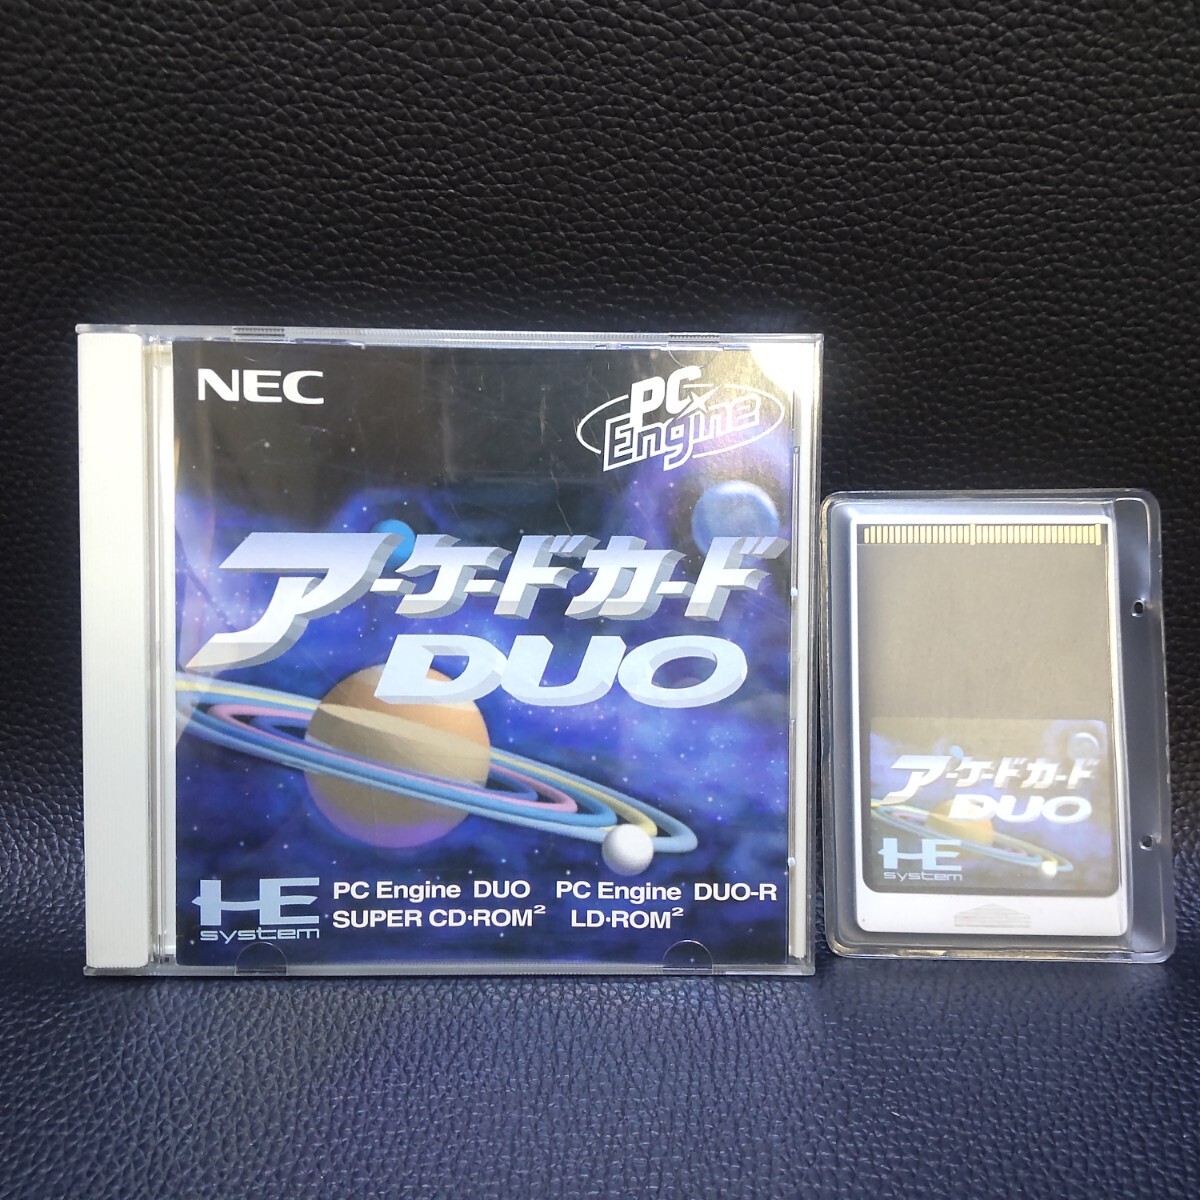 NEC
PC Engine
アーケードカード
DUO
HE system
PC Engine DUO PC Engine DUO-R
SUPER CD・ROM² LD・ROM²
アーケードカード
DUO
HE system